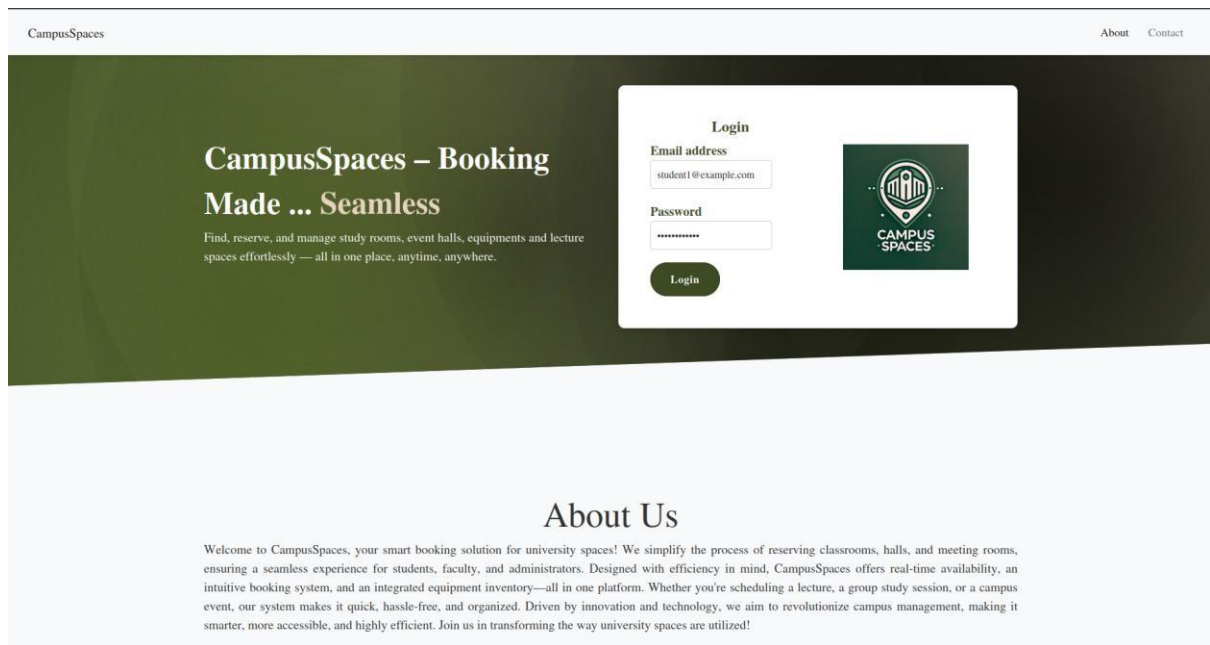 CampusSpaces
About Contact
CampusSpaces – Booking
Made ... Seamless
Find, reserve, and manage study rooms, event halls, equipments and lecture
spaces effortlessly — all in one place, anytime, anywhere.
Login
Email address
student1@example.com
Password
••••••••••••
Login
CAMPUS
·SPACES·
About Us
Welcome to CampusSpaces, your smart booking solution for university spaces! We simplify the process of reserving classrooms, halls, and meeting rooms,
ensuring a seamless experience for students, faculty, and administrators. Designed with efficiency in mind, CampusSpaces offers real-time availability, an
intuitive booking system, and an integrated equipment inventory—all in one platform. Whether you're scheduling a lecture, a group study session, or a campus
event, our system makes it quick, hassle-free, and organized. Driven by innovation and technology, we aim to revolutionize campus management, making it
smarter, more accessible, and highly efficient. Join us in transforming the way university spaces are utilized!